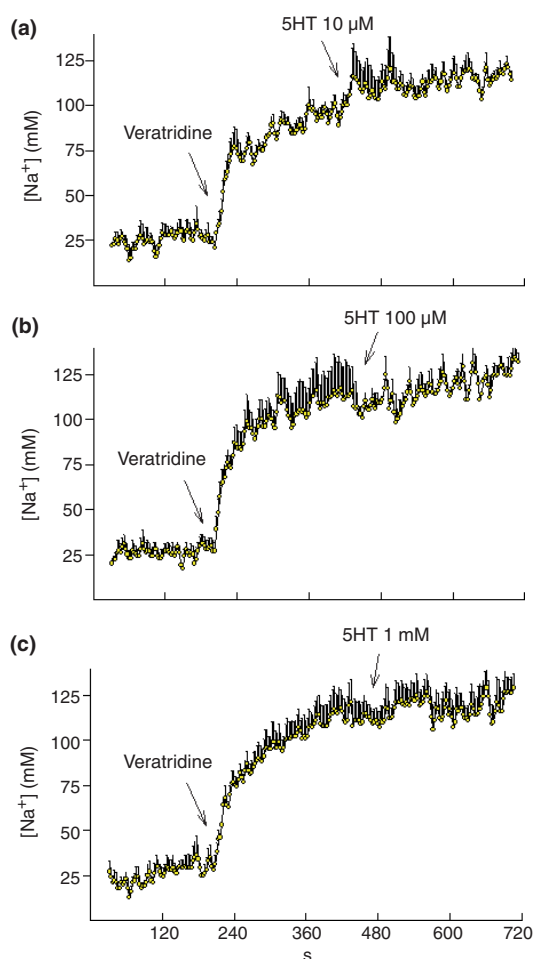 (a)
5HT 10 µM
Veratridine
[Na⁺] (mM)
125
100
75
50
25
(b)
5HT 100 µM
Veratridine
[Na⁺] (mM)
125
100
75
50
25
(c)
5HT 1 mM
Veratridine
[Na⁺] (mM)
125
100
75
50
25
120 240 360 480 600 720
s